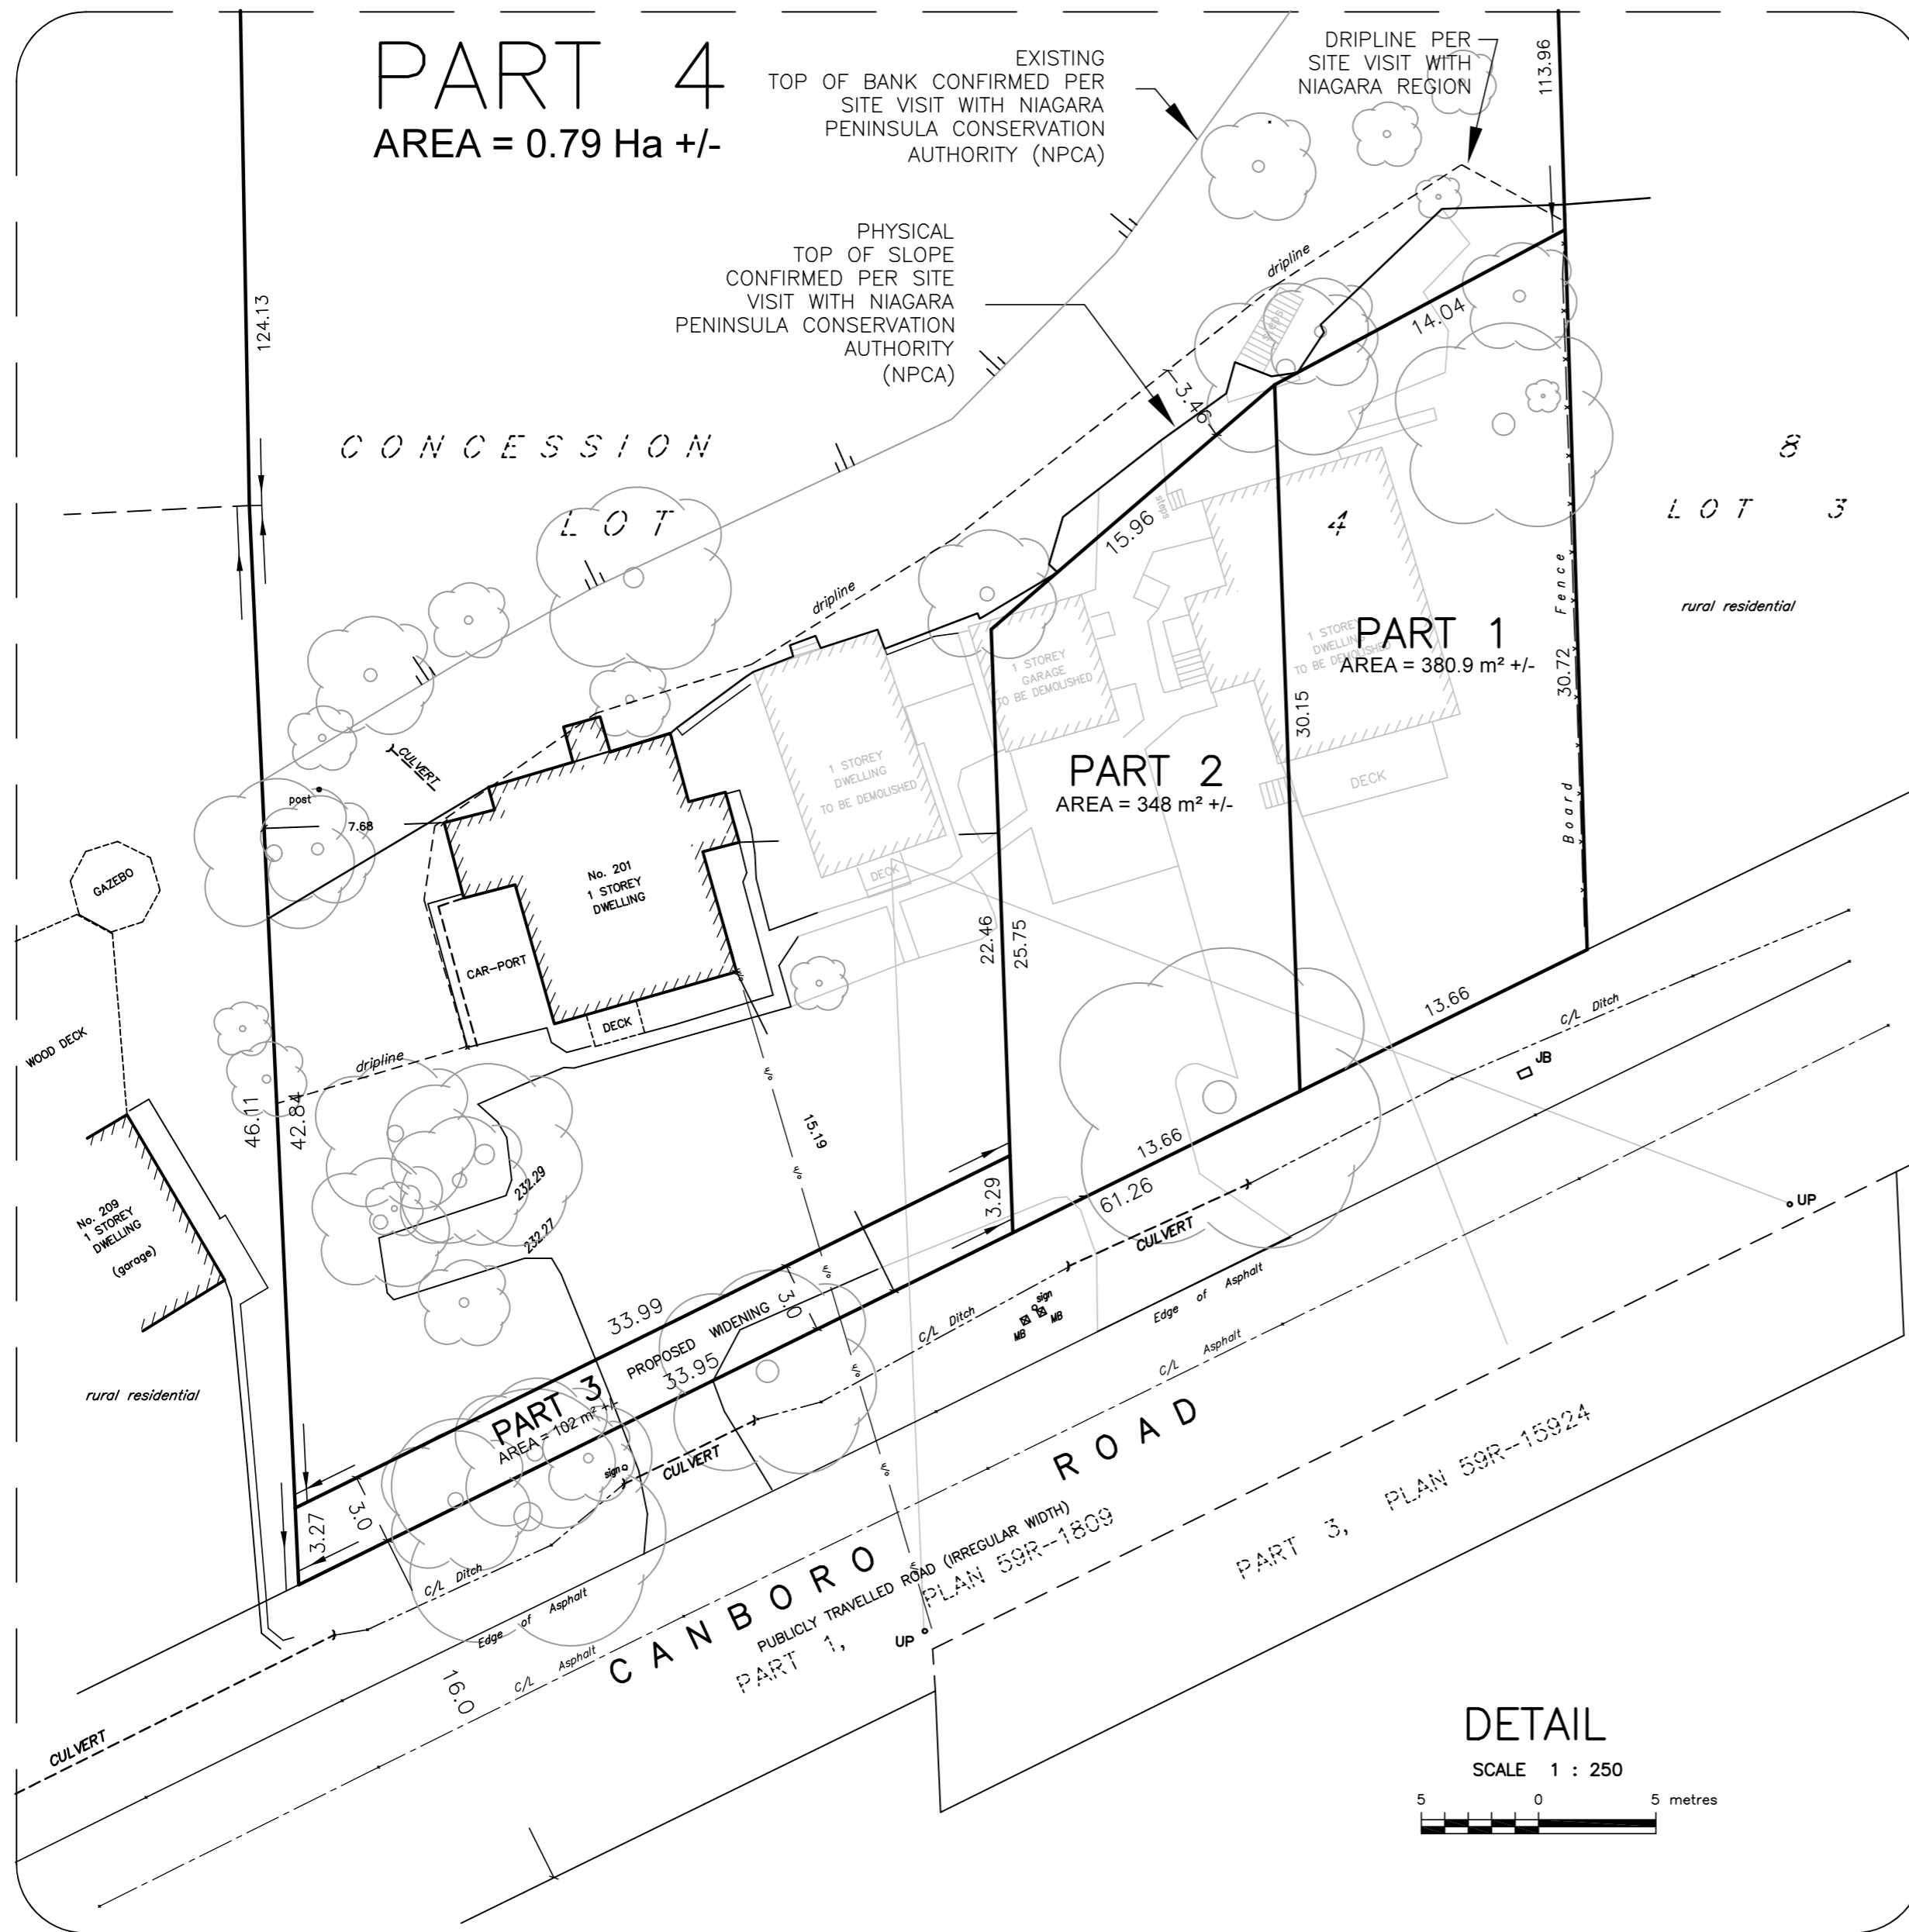 PART 4
AREA = 0.79 Ha +/-
EXISTING
TOP OF BANK CONFIRMED PER
SITE VISIT WITH NIAGARA
PENINSULA CONSERVATION
AUTHORITY (NPCA)
DRIPLINE PER
SITE VISIT WITH
NIAGARA REGION
113.96
PHYSICAL
TOP OF SLOPE
CONFIRMED PER SITE
VISIT WITH NIAGARA
PENINSULA CONSERVATION
AUTHORITY
(NPCA)
124.13
dripline
steps
14.04
3.46
CONCESSION
8
LOT
4
LOT 3
15.96
steps
rural residential
dripline
Board Fence
30.72
PART 1
AREA = 380.9 m² +/-
1 STOREY
DWELLING
TO BE DEMOLISHED
1 STOREY
GARAGE
TO BE DEMOLISHED
30.15
PART 2
AREA = 348 m² +/-
DECK
1 STOREY
DWELLING
TO BE DEMOLISHED
DECK
CULVERT
post
7.68
GAZEBO
No. 201
1 STOREY
DWELLING
CAR-PORT
DECK
22.46
25.75
WOOD DECK
dripline
46.11
42.84
15.19
13.66
C/L Ditch
JB
13.66
61.26
3.29
CULVERT
UP
No. 209
1 STOREY
DWELLING
(garage)
232.29
232.27
33.99
PROPOSED WIDENING
33.95
3.0
C/L Ditch
sign
MB
MB
Edge of Asphalt
C/L Asphalt
rural residential
PART 3
AREA = 102 m² +/-
sign
CULVERT
3.27
3.0
C/L Ditch
Edge of Asphalt
C/L Asphalt
16.0
CULVERT
CANBORO ROAD
PUBLICLY TRAVELLED ROAD (IRREGULAR WIDTH)
PART 1, PLAN 59R-1809
UP
PART 3, PLAN 59R-15924
DETAIL
SCALE 1 : 250
5 0 5 metres